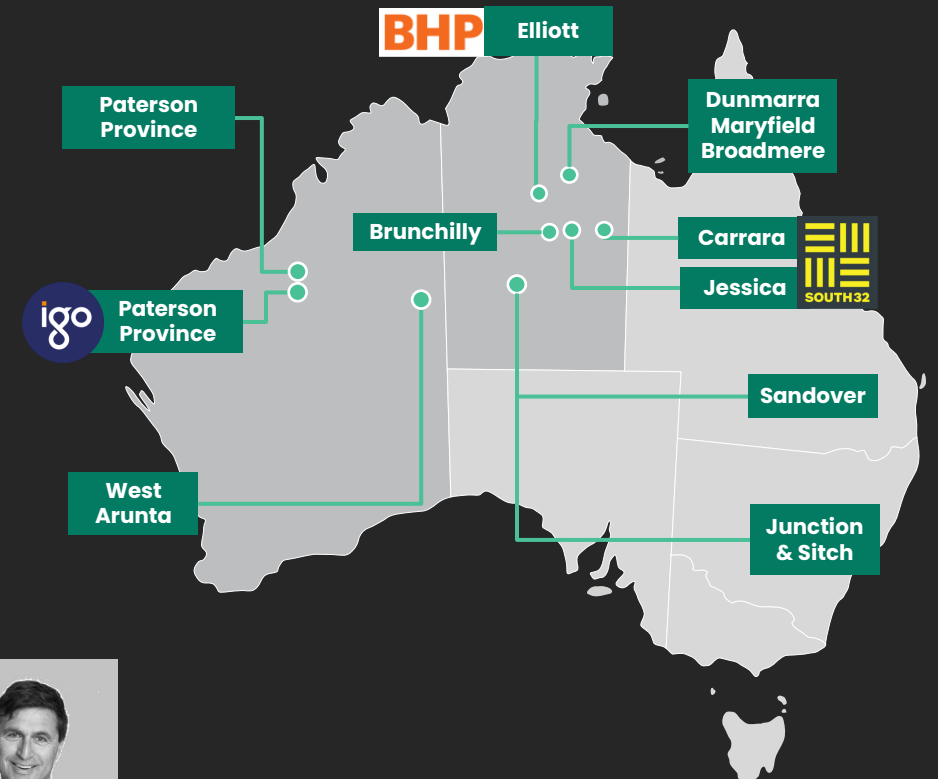 BHP
Elliott
Paterson
Province
Dunmarra
Maryfield
Broadmere
Brunchilly
Carrara
Jessica
SOUTH32
igo
Paterson
Province
Sandover
West
Arunta
Junction
& Sitch